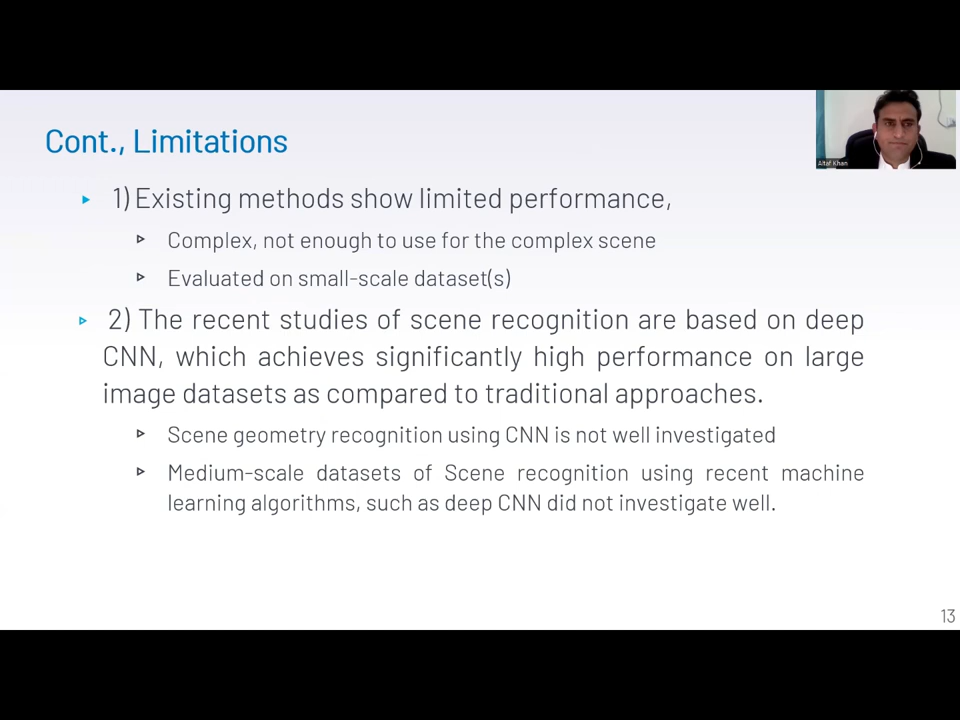 Cont., Limitations
Altaf Khan
1) Existing methods show limited performance,
Complex, not enough to use for the complex scene
Evaluated on small-scale dataset(s)
2) The recent studies of scene recognition are based on deep
CNN, which achieves significantly high performance on large
image datasets as compared to traditional approaches.
Scene geometry recognition using CNN is not well investigated
Medium-scale datasets of Scene recognition using recent machine
learning algorithms, such as deep CNN did not investigate well.
13